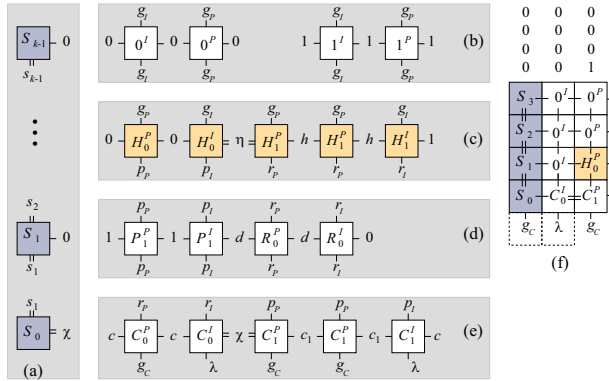 S_{k-1} 0
s_{k-1}
s_2
S_1 0
s_1
s_1
S_0 χ
(a)
g_I g_P g_I g_P
0^I 0 0^P 0 1 1^I 1 1^P 1 (b)
g_I g_P g_I g_P
g_P g_I g_P g_P g_I
0 H_0^P 0 H_0^I η H_1^P h H_1^P h H_1^I 1 (c)
p_P p_I r_P r_P r_I
p_P p_I r_P r_I
1 P_1^P 1 P_1^I d R_0^P d R_0^I 0 (d)
p_P p_I r_P r_I
r_P r_I p_P p_P p_I
c C_0^P c C_0^I χ C_1^P c_1 C_1^P c_1 C_1^I c (e)
g_C λ g_C g_C λ
0 0 0
0 0 0
0 0 0
0 0 1
S_3 0^I 0^P
S_2 0^I 0^P
S_1 0^I H_0^P
S_0 C_0^I C_1^P
g_C λ g_C
(f)